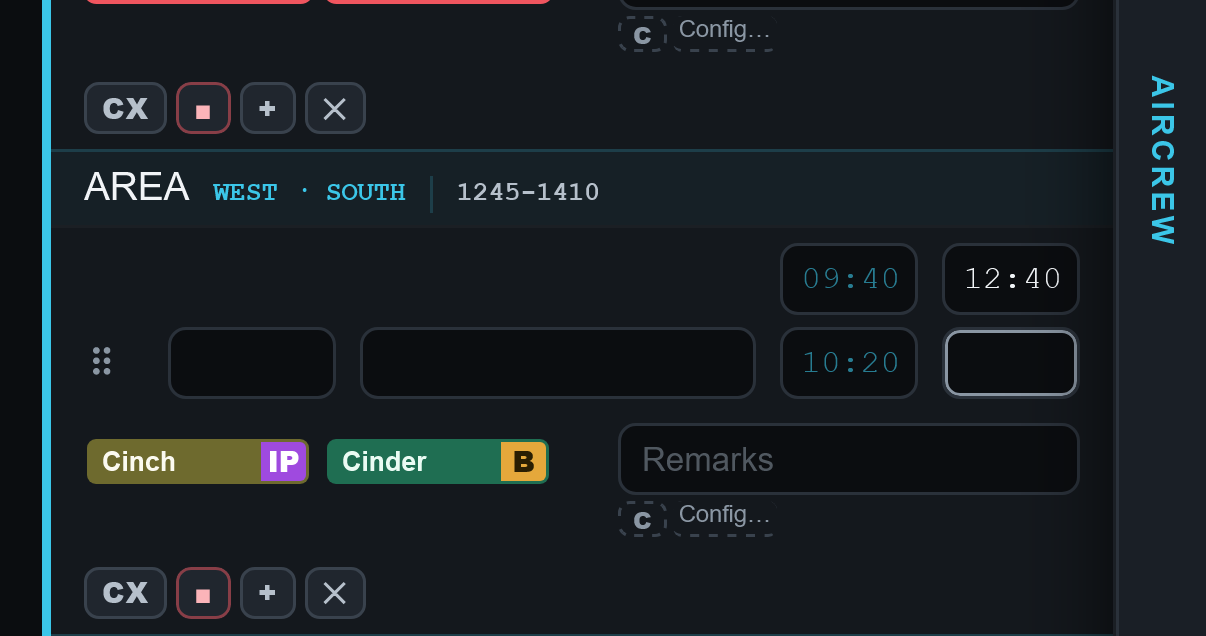 C Config...
CX ■ + ×
AREA WEST · SOUTH 1245–1410
09:40 12:40
10:20
Cinch IP Cinder B Remarks
C Config...
CX ■ + ×
AIRCREW